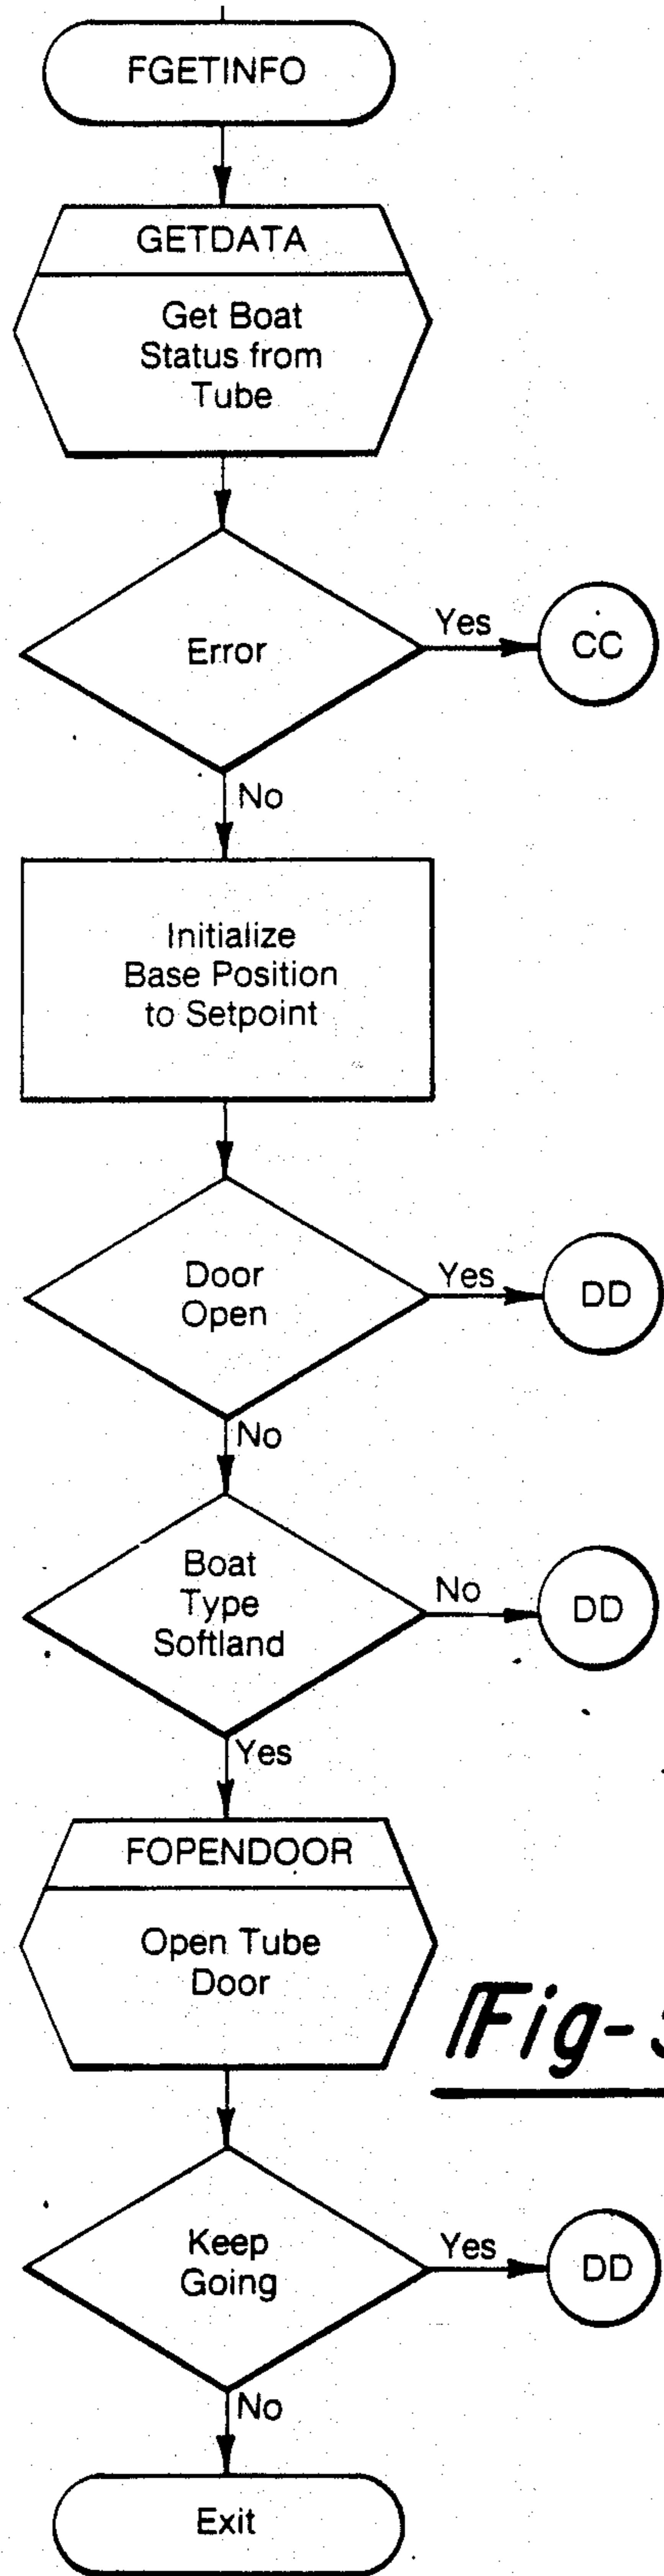 FGETINFO
GETDATA
Get Boat
Status from
Tube
Error
Yes
CC
No
Initialize
Base Position
to Setpoint
Door
Open
Yes
DD
No
Boat
Type
Softland
No
DD
Yes
FOPENDOOR
Open Tube
Door
Fig-
Keep
Going
Yes
DD
No
Exit